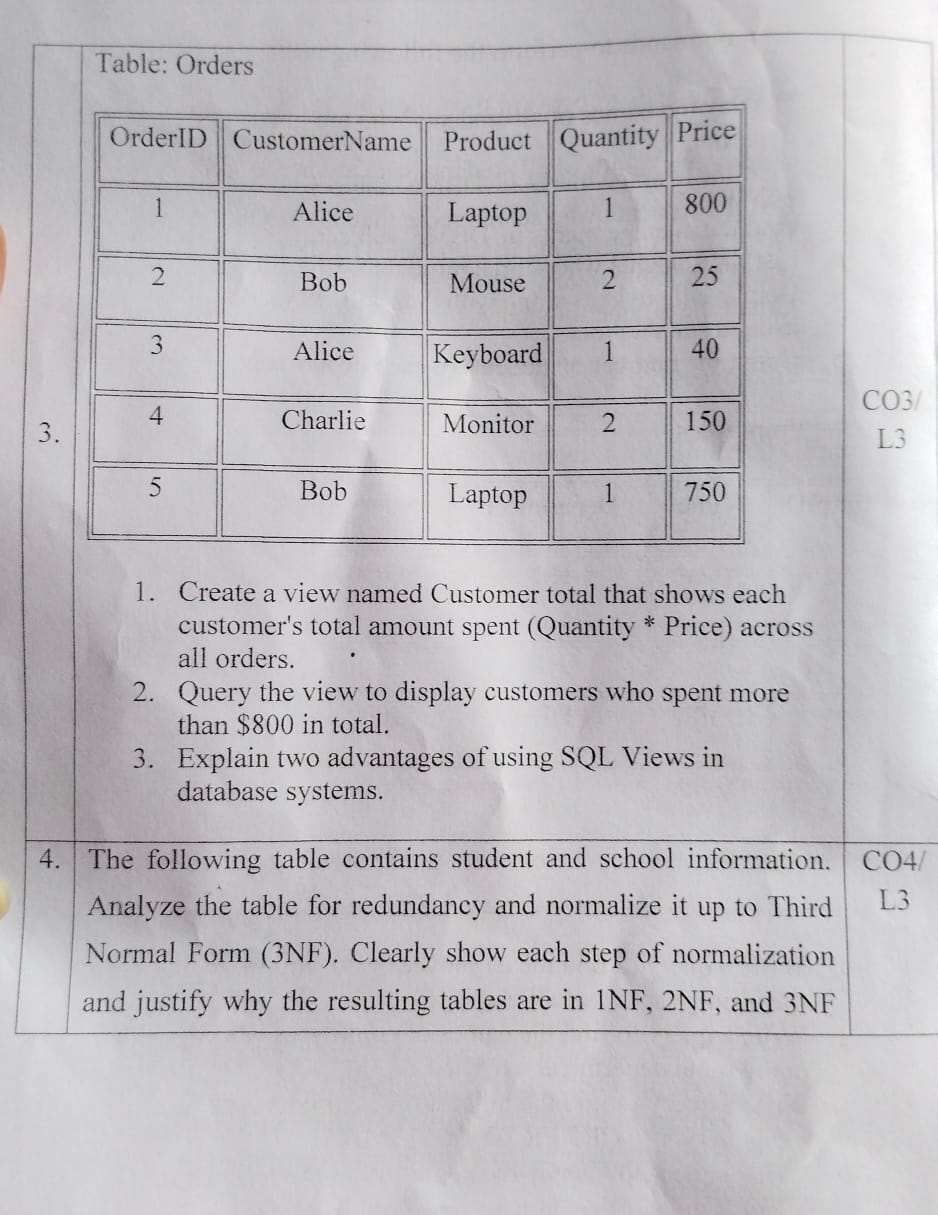 Table: Orders
OrderID CustomerName Product Quantity Price
1 Alice Laptop 1 800
2 Bob Mouse 2 25
3 Alice Keyboard 1 40
4 Charlie Monitor 2 150
5 Bob Laptop 1 750
3.
CO3/
L3
1. Create a view named Customer total that shows each
customer's total amount spent (Quantity * Price) across
all orders.
2. Query the view to display customers who spent more
than $800 in total.
3. Explain two advantages of using SQL Views in
database systems.
4. The following table contains student and school information. CO4/
Analyze the table for redundancy and normalize it up to Third L3
Normal Form (3NF). Clearly show each step of normalization
and justify why the resulting tables are in 1NF, 2NF, and 3NF